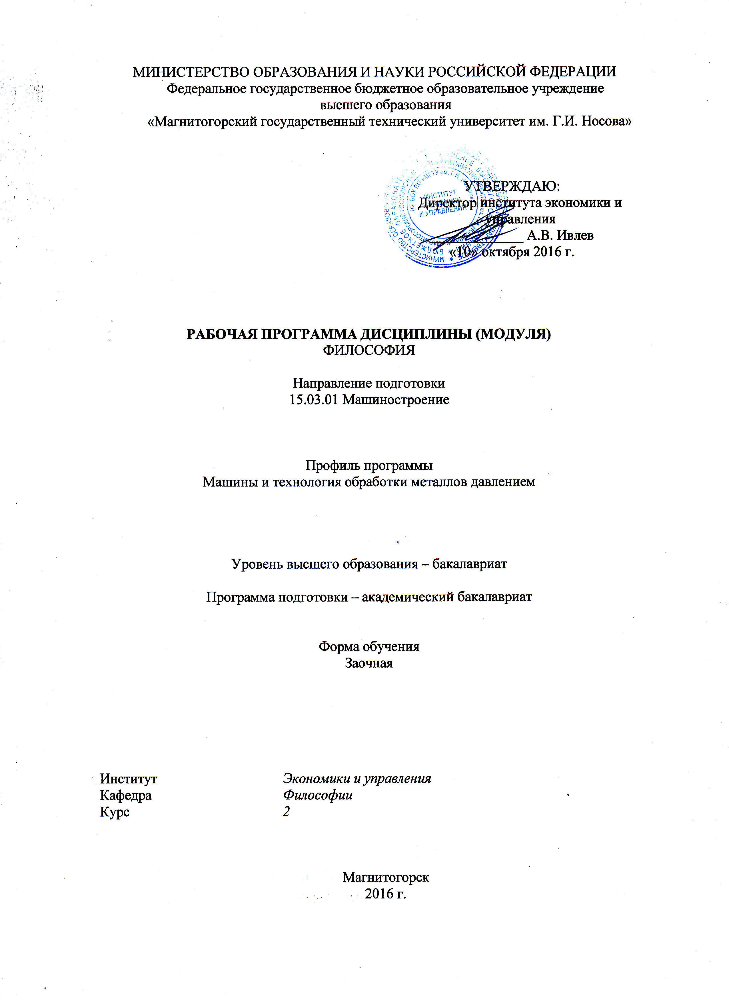 МИНИСТЕРСТВО ОБРАЗОВАНИЯ И НАУКИ РОССИЙСКОЙ ФЕДЕРАЦИИ
Федеральное государственное бюджетное образовательное учреждение
высшего образования
«Магнитогорский государственный технический университет им. Г.И. Носова»
ИНСТИТУТ
ЭКОНОМИКИ
И УПРАВЛЕНИЯ
УТВЕРЖДАЮ:
Директор института экономики и
управления
А.В. Ивлев
«10» октября 2016 г.
РАБОЧАЯ ПРОГРАММА ДИСЦИПЛИНЫ (МОДУЛЯ)
ФИЛОСОФИЯ
Направление подготовки
15.03.01 Машиностроение
Профиль программы
Машины и технология обработки металлов давлением
Уровень высшего образования – бакалавриат
Программа подготовки – академический бакалавриат
Форма обучения
Заочная
Институт Экономики и управления
Кафедра Философии
Курс 2
Магнитогорск
2016 г.